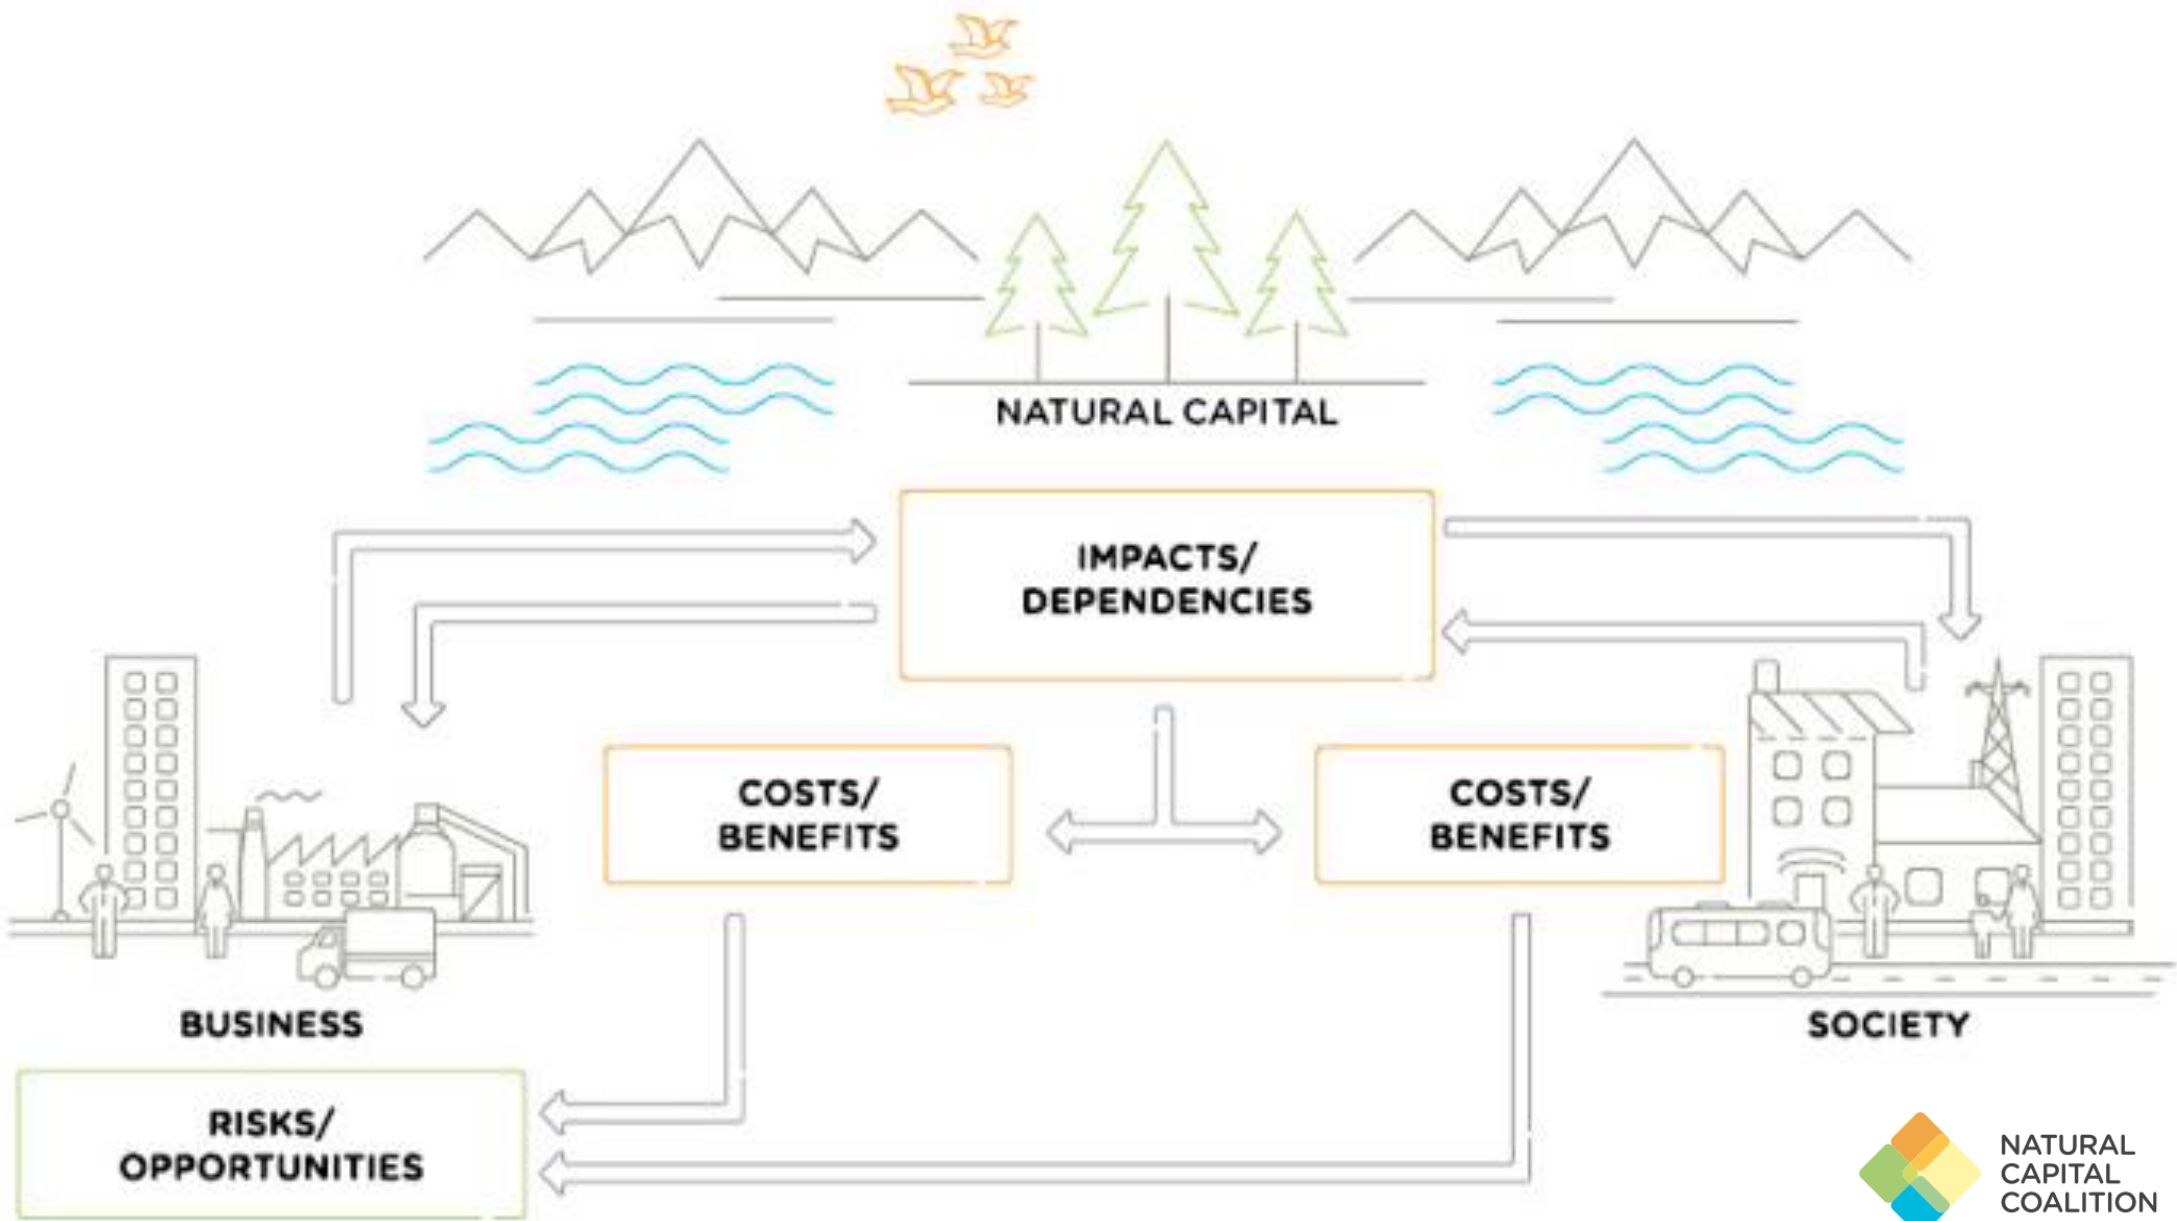 NATURAL CAPITAL
IMPACTS/
DEPENDENCIES
COSTS/
BENEFITS
COSTS/
BENEFITS
BUSINESS
SOCIETY
RISKS/
OPPORTUNITIES
NATURAL
CAPITAL
COALITION